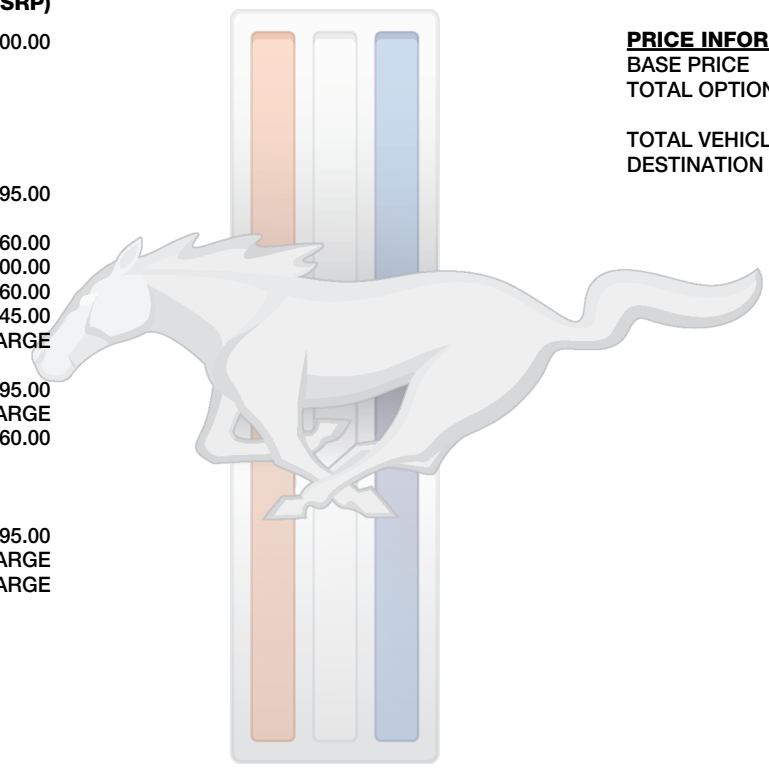 SRP)
00.00
95.00
60.00
00.00
60.00
45.00
ARGE
95.00
ARGE
60.00
95.00
ARGE
ARGE
PRICE INFOR
BASE PRICE
TOTAL OPTION
TOTAL VEHICL
DESTINATION